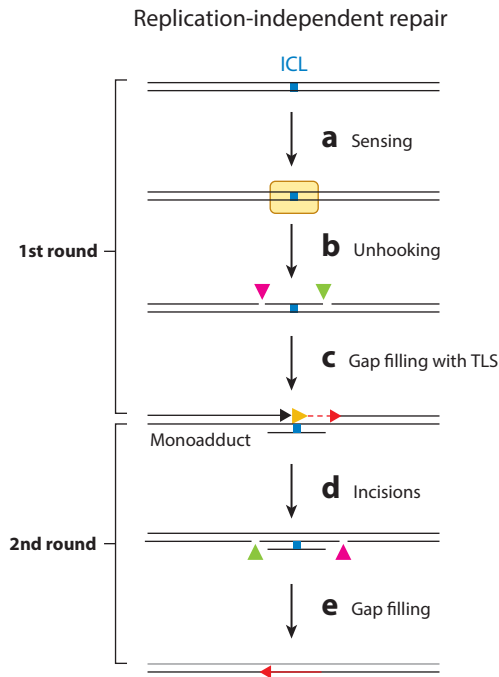 Replication-independent repair
ICL
a Sensing
b Unhooking
1st round
c Gap filling with TLS
Monoadduct
d Incisions
2nd round
e Gap filling